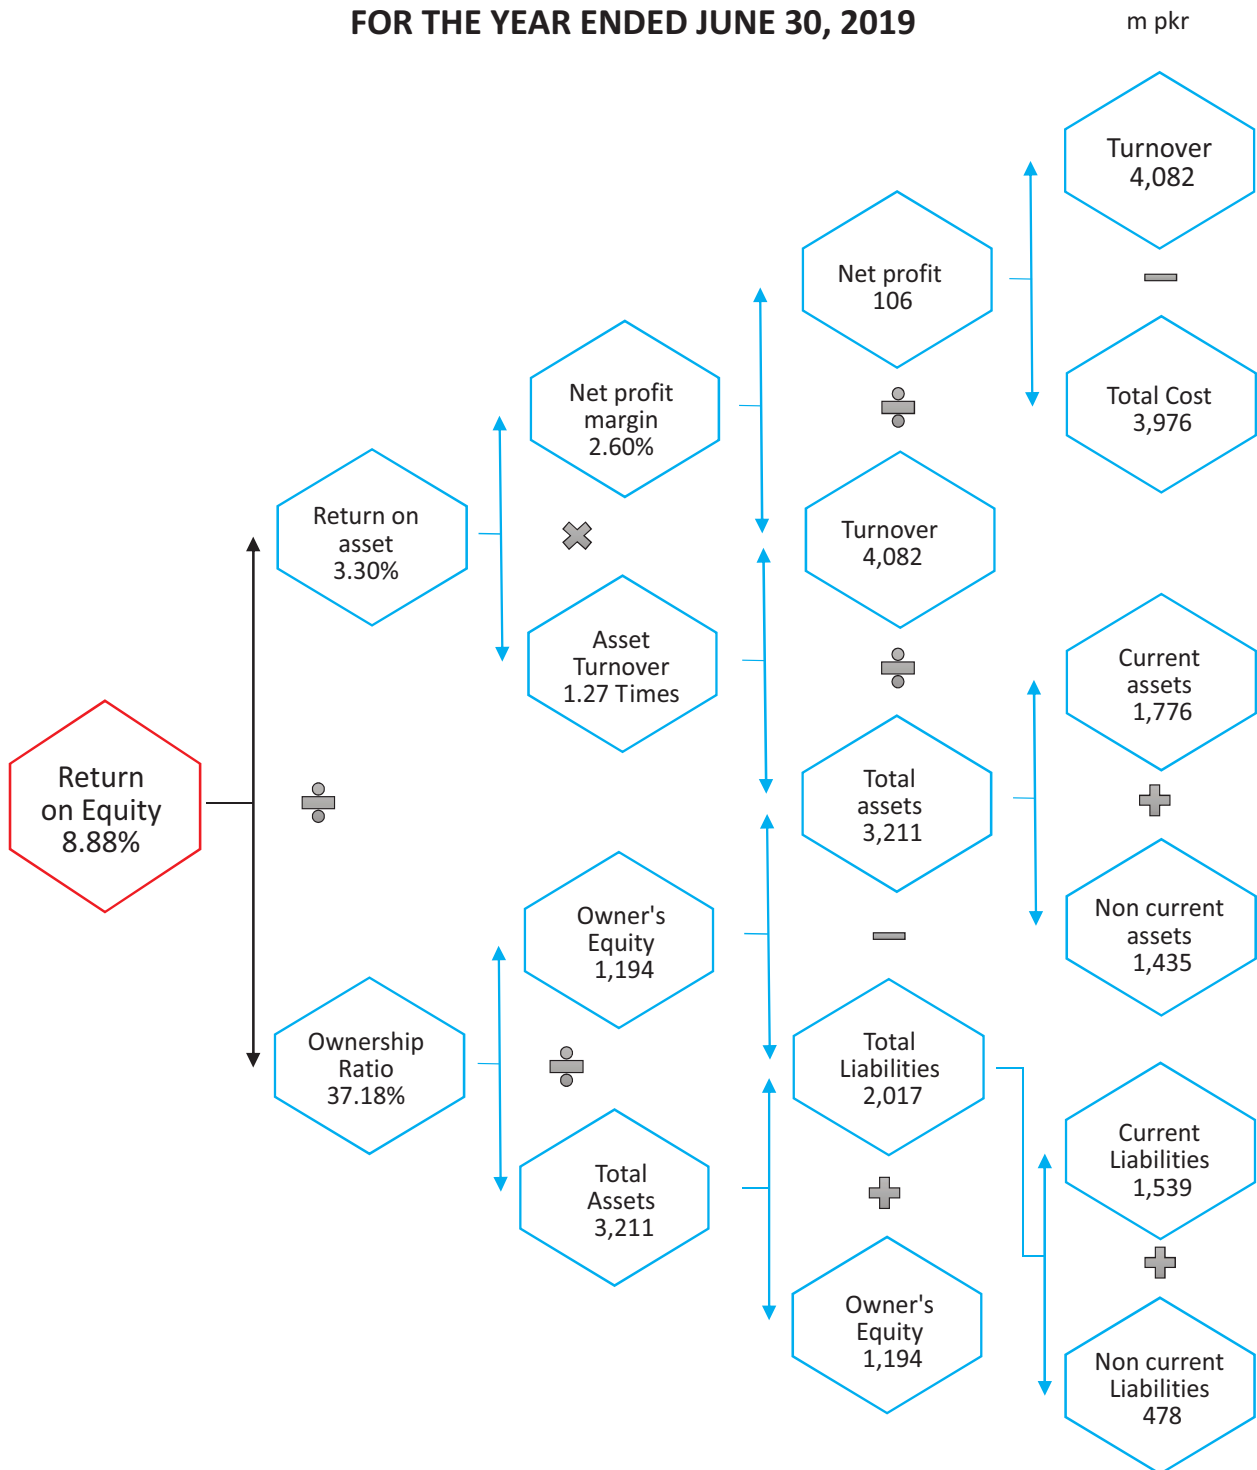 FOR THE YEAR ENDED JUNE 30, 2019
m pkr
Turnover
4,082
Net profit
106
Total Cost
3,976
Net profit
margin
2.60%
Return on
asset
3.30%
Turnover
4,082
Asset
Turnover
1.27 Times
Current
assets
1,776
Return
on Equity
8.88%
Total
assets
3,211
Owner's
Equity
1,194
Non current
assets
1,435
Ownership
Ratio
37.18%
Total
Liabilities
2,017
Total
Assets
3,211
Current
Liabilities
1,539
Owner's
Equity
1,194
Non current
Liabilities
478